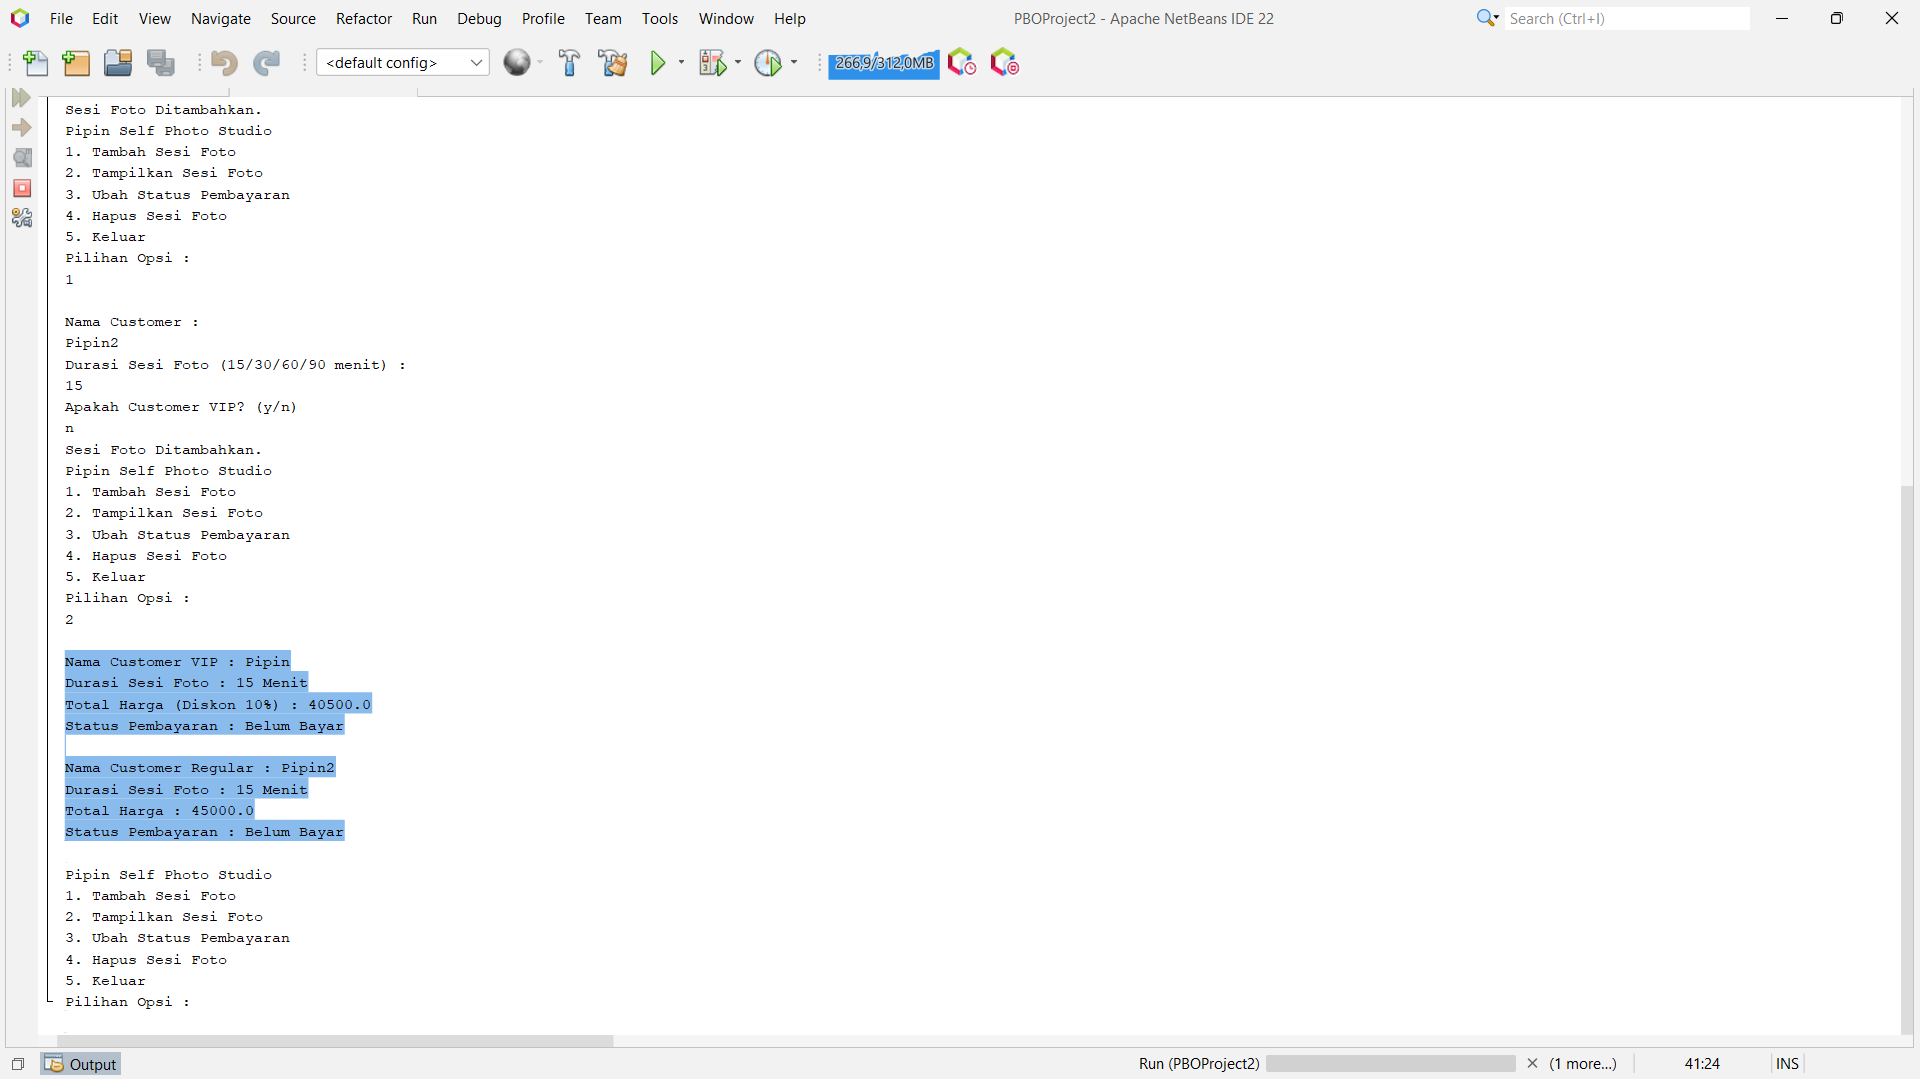 File Edit View Navigate Source Refactor Run Debug Profile Team Tools Window Help
PBOProject2 - Apache NetBeans IDE 22
Search (Ctrl+I)
<default config>
266,9/312,0MB
Sesi Foto Ditambahkan.
Pipin Self Photo Studio
1. Tambah Sesi Foto
2. Tampilkan Sesi Foto
3. Ubah Status Pembayaran
4. Hapus Sesi Foto
5. Keluar
Pilihan Opsi :
1
Nama Customer :
Pipin2
Durasi Sesi Foto (15/30/60/90 menit) :
15
Apakah Customer VIP? (y/n)
n
Sesi Foto Ditambahkan.
Pipin Self Photo Studio
1. Tambah Sesi Foto
2. Tampilkan Sesi Foto
3. Ubah Status Pembayaran
4. Hapus Sesi Foto
5. Keluar
Pilihan Opsi :
2
Nama Customer VIP : Pipin
Durasi Sesi Foto : 15 Menit
Total Harga (Diskon 10%) : 40500.0
Status Pembayaran : Belum Bayar
Nama Customer Regular : Pipin2
Durasi Sesi Foto : 15 Menit
Total Harga : 45000.0
Status Pembayaran : Belum Bayar
Pipin Self Photo Studio
1. Tambah Sesi Foto
2. Tampilkan Sesi Foto
3. Ubah Status Pembayaran
4. Hapus Sesi Foto
5. Keluar
Pilihan Opsi :
Output
Run (PBOProject2)
(1 more...)
41:24
INS